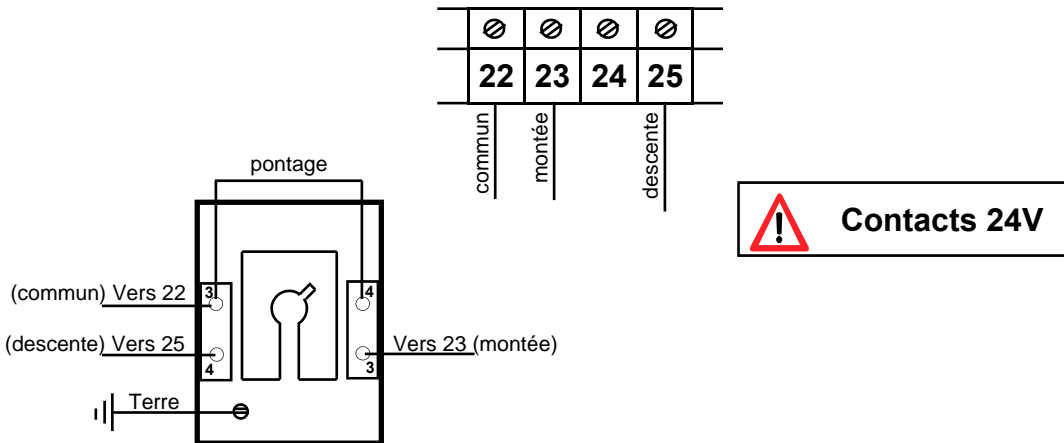 22 23 24 25
commun
montée
descente
pontage
Contacts 24V
3 4
(commun) Vers 22
(descente) Vers 25
Vers 23 (montée)
4 3
Terre